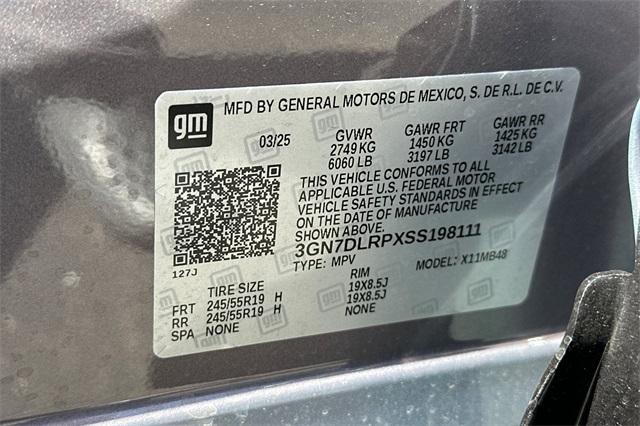 gm MFD BY GENERAL MOTORS DE MEXICO, S. DE R.L. DE C.V.
03/25 GVWR GAWR FRT GAWR RR
2749 KG 1450 KG 1425 KG
6060 LB 3197 LB 3142 LB
THIS VEHICLE CONFORMS TO ALL
APPLICABLE U.S. FEDERAL MOTOR
VEHICLE SAFETY STANDARDS IN EFFECT
ON THE DATE OF MANUFACTURE
SHOWN ABOVE.
3GN7DLRPXSS198111
127J TYPE: MPV MODEL: X11MB48
TIRE SIZE RIM
FRT 245/55R19 H 19X8.5J
RR 245/55R19 H 19X8.5J
SPA NONE NONE